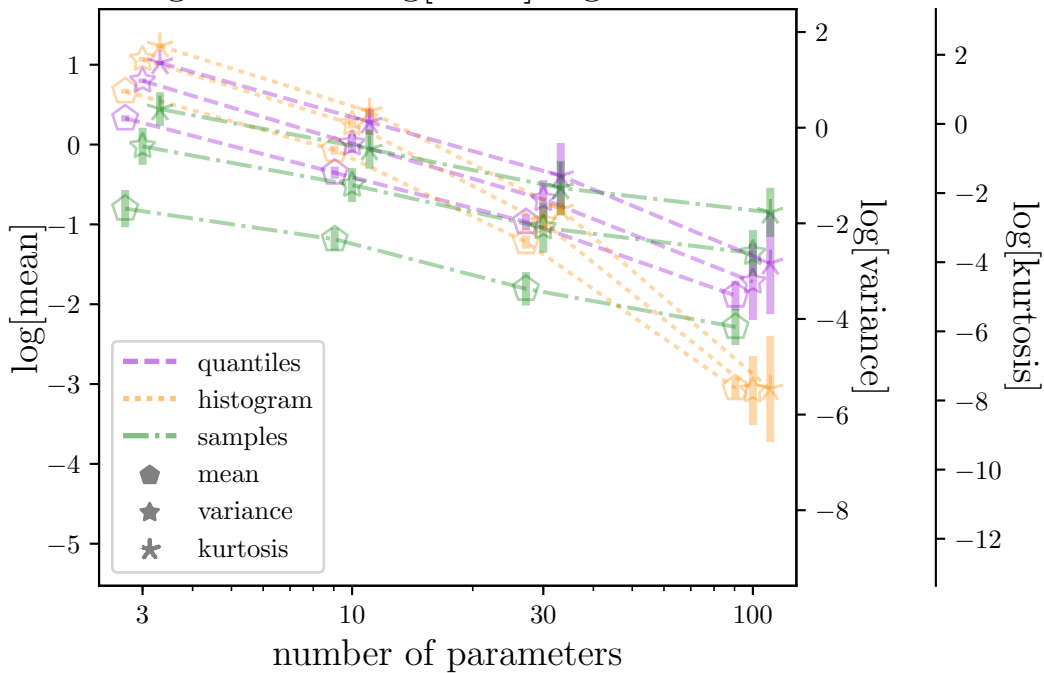 log[mean]
1
0
−1
−2
−3
−4
−5
quantiles
histogram
samples
mean
variance
kurtosis
3
10
30
100
number of parameters
2
0
−2
−4
−6
−8
log[variance]
2
0
−2
−4
−6
−8
−10
−12
log[kurtosis]